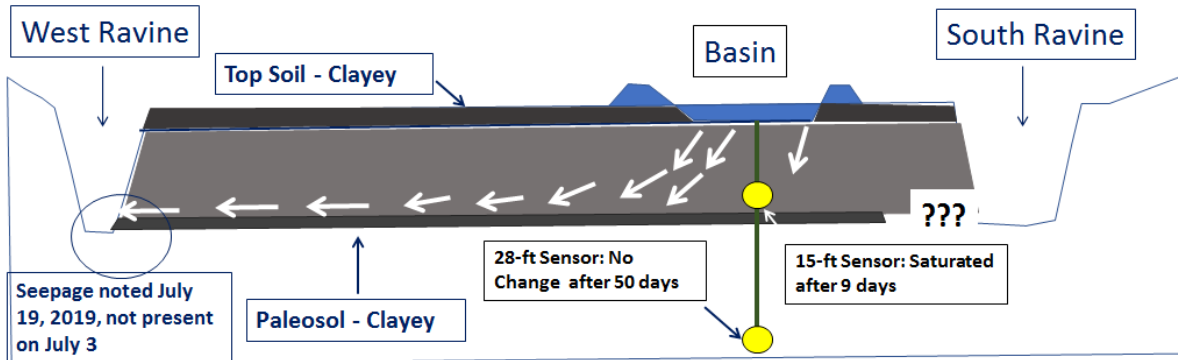 West Ravine
Basin
South Ravine
Top Soil - Clayey
???
28-ft Sensor: No
Change after 50 days
15-ft Sensor: Saturated
after 9 days
Seepage noted July
19, 2019, not present
on July 3
Paleosol - Clayey